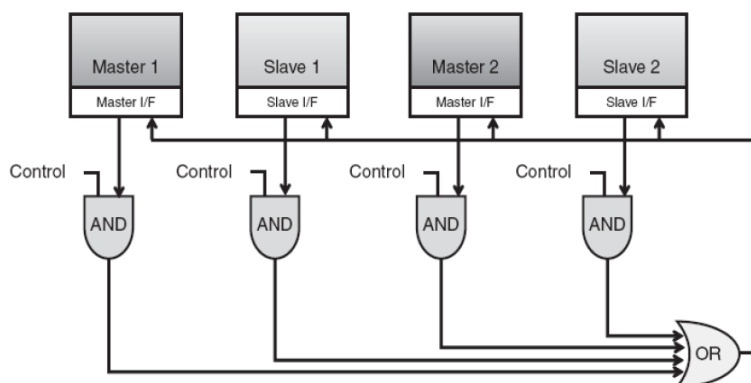 Master 1 Slave 1 Master 2 Slave 2
Master I/F Slave I/F Master I/F Slave I/F
Control Control Control Control
AND AND AND AND
OR